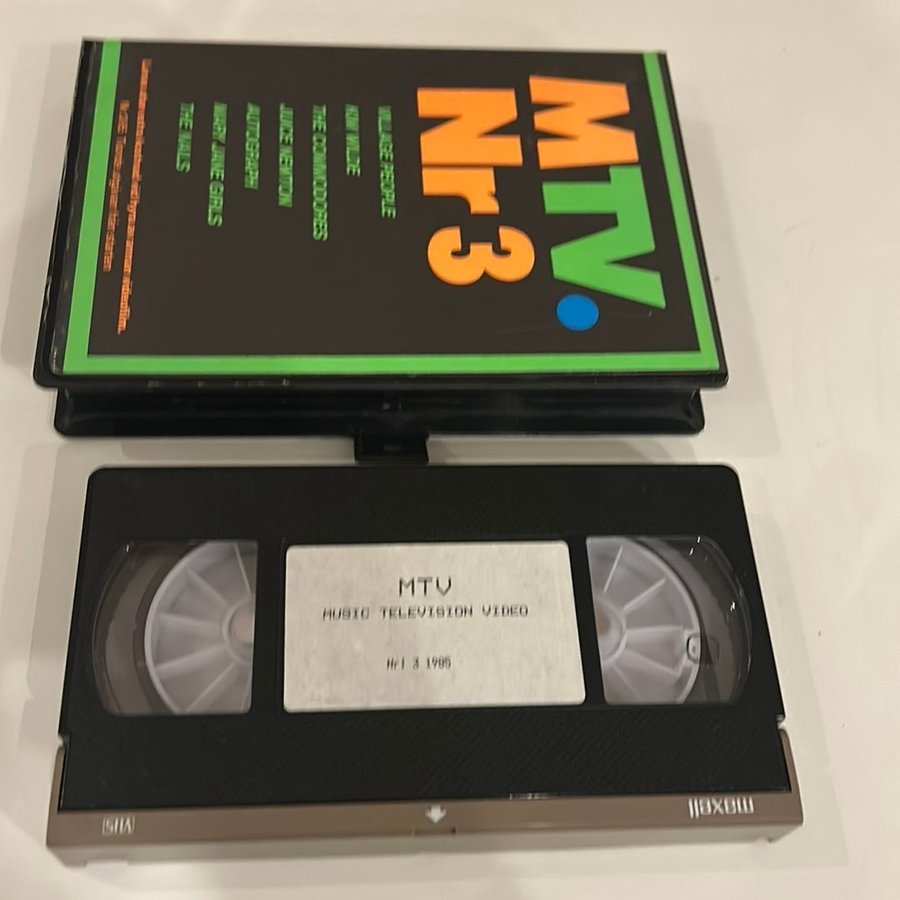 MTV.
Nr 3
VILLAGE PEOPLE
KIM WILDE
THE COMMODORES
JUICE NEWTON
AUTOGRAPH
MARY JANE GIRLS
THE NAILS
MTV
MUSIC TELEVISION VIDEO
3 1985
VHS
maxell